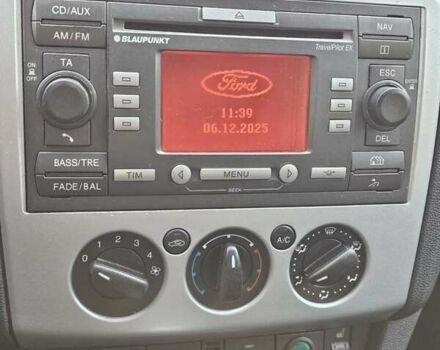 CD/AUX
AM/FM
BLAUPUNKT
TravelPilot EX
NAV
ON
OFF
TA
Ford
11:39
06.12.2025
ESC
DEL
BASS/TRE
FADE/BAL
TIM
MENU
SEEK
0 1 2 3 4
A/C